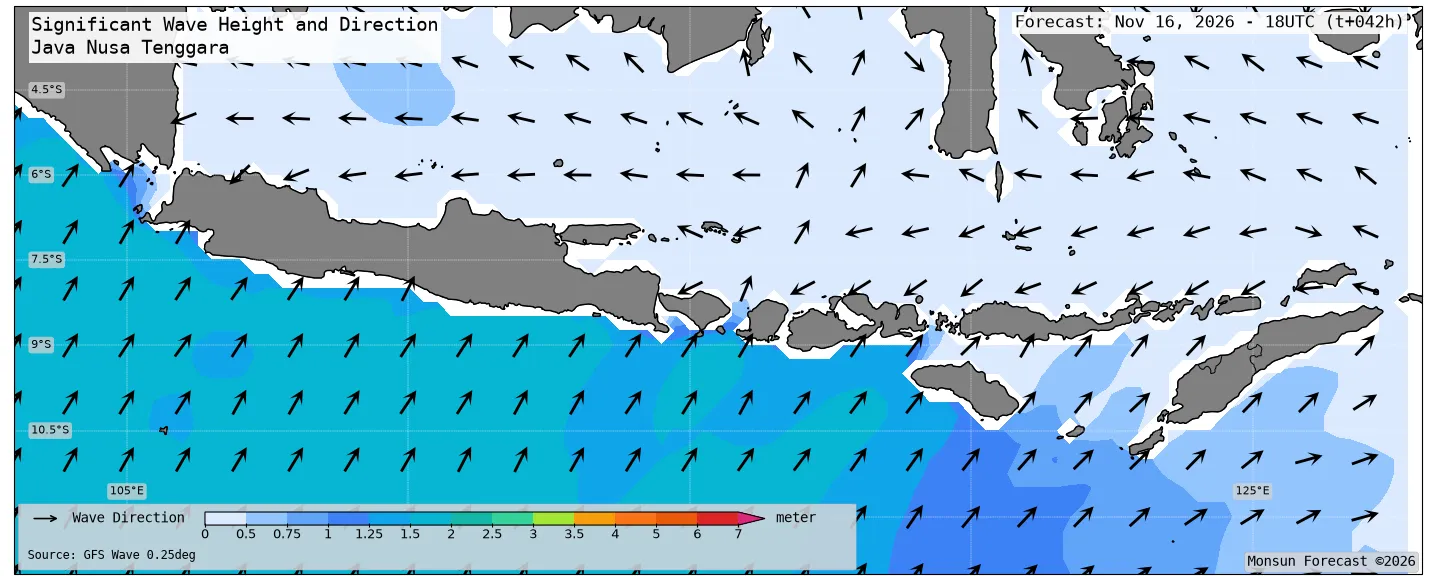 Significant Wave Height and Direction
Java Nusa Tenggara
Forecast: Nov 16, 2026 - 18UTC (t+042h)
4.5°S
6°S
7.5°S
9°S
10.5°S
105°E
125°E
Wave Direction
0 0.5 0.75 1 1.25 1.5 2 2.5 3 3.5 4 5 6 7
meter
Source: GFS Wave 0.25deg
Monsun Forecast ©2026